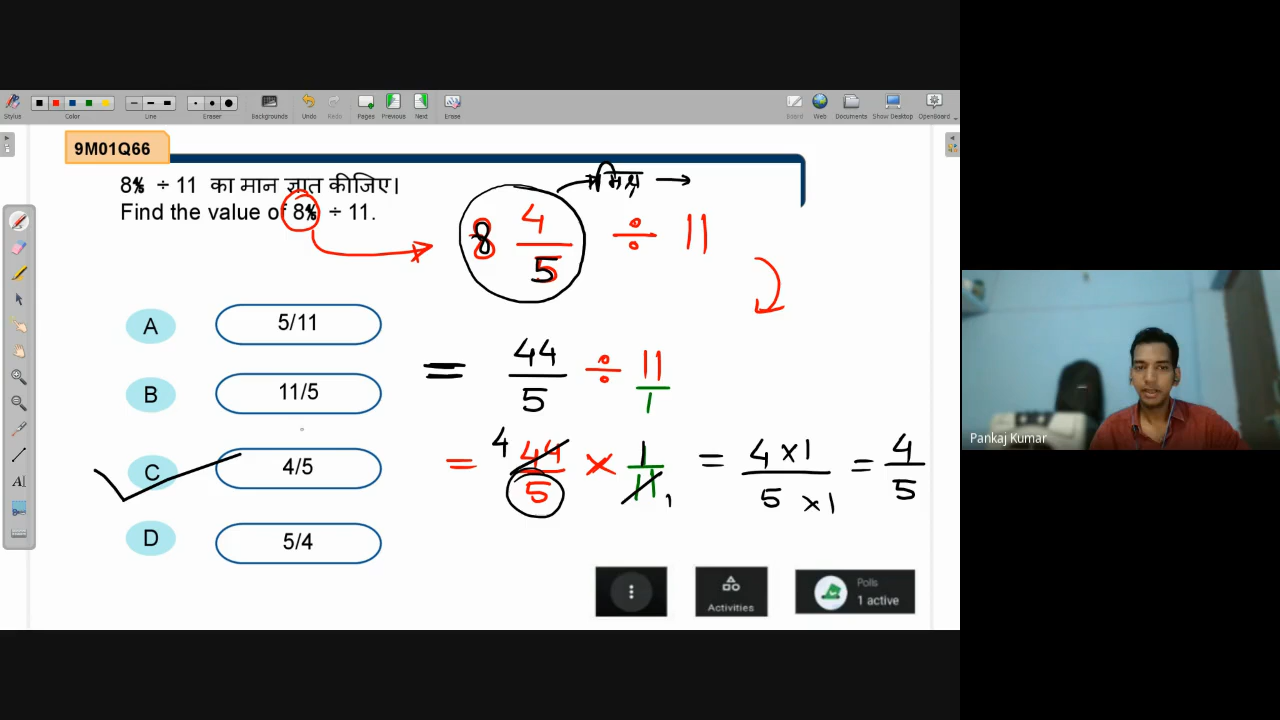 Stylus
Color
Line
Eraser
Backgrounds
Undo
Redo
Pages
Previous
Next
Erase
Board
Web
Documents
Show Desktop
OpenBoard
9M01Q66
8⅘ ÷ 11 का मान ज्ञात कीजिए।
Find the value of 8⅘ ÷ 11.
8 4/5 ÷ 11
A 5/11
B 11/5
C 4/5
D 5/4
= 44/5 ÷ 11/1
= 4 44/5 × 1/11 1 = 4×1/5×1 = 4/5
Activities
Polls
1 active
Pankaj Kumar